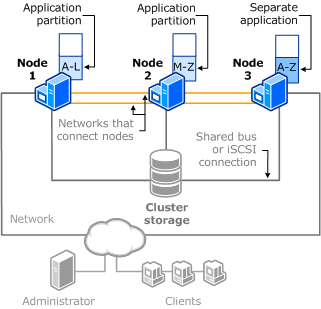 Application
partition
Application
partition
Separate
application
Node
1
A-L
Node
2
M-Z
Node
3
A-Z
Networks that
connect nodes
Shared bus
or iSCSI
connection
Cluster
storage
Network
Administrator
Clients